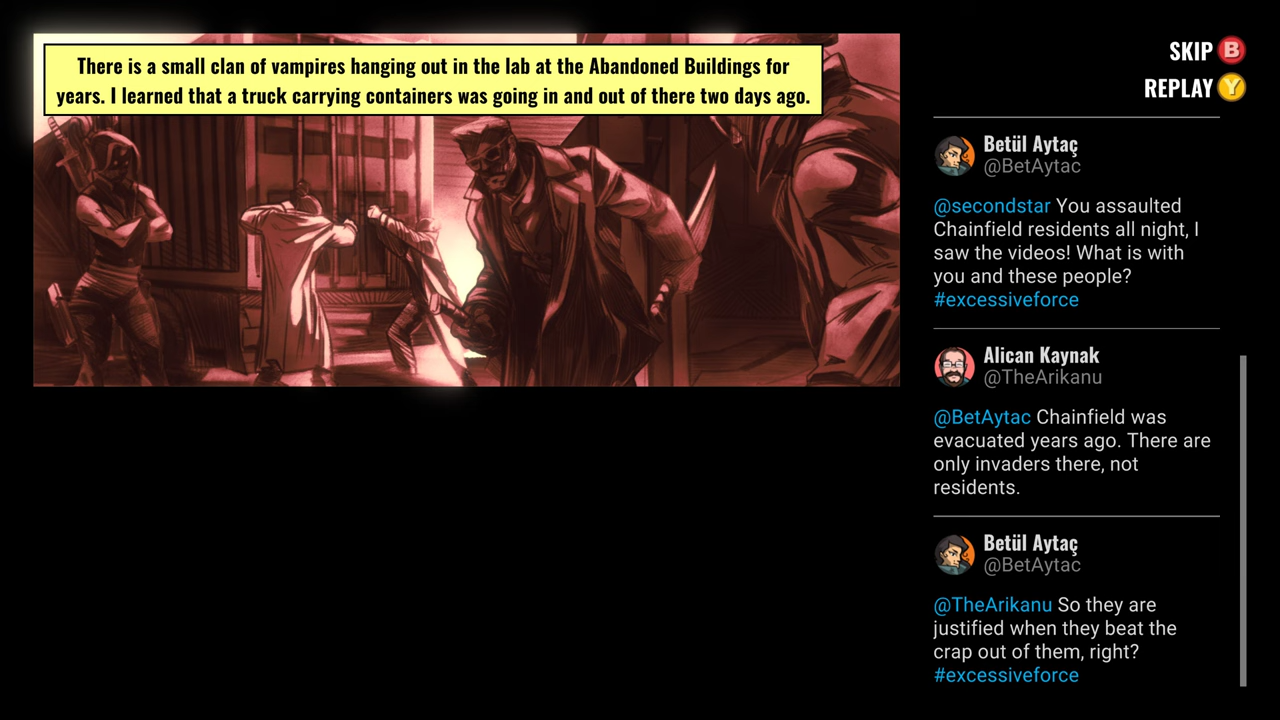 There is a small clan of vampires hanging out in the lab at the Abandoned Buildings for
years. I learned that a truck carrying containers was going in and out of there two days ago.
SKIP B
REPLAY Y
Betül Aytaç
@BetAytac
@secondstar You assaulted
Chainfield residents all night, I
saw the videos! What is with
you and these people?
#excessiveforce
Alican Kaynak
@TheArikanu
@BetAytac Chainfield was
evacuated years ago. There are
only invaders there, not
residents.
Betül Aytaç
@BetAytac
@TheArikanu So they are
justified when they beat the
crap out of them, right?
#excessiveforce